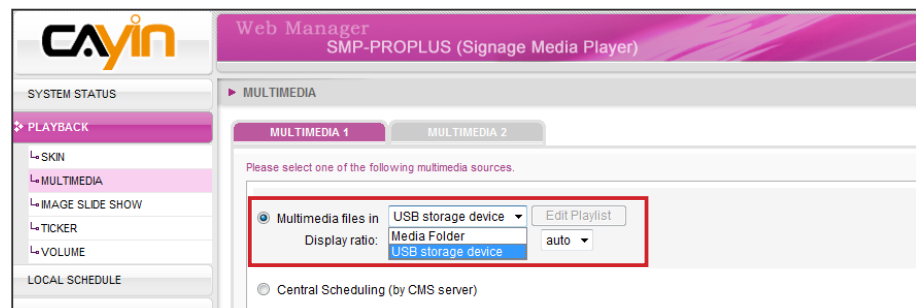 CAYIN
Web Manager
SMP-PROPLUS (Signage Media Player)
SYSTEM STATUS
PLAYBACK
SKIN
MULTIMEDIA
IMAGE SLIDE SHOW
TICKER
VOLUME
LOCAL SCHEDULE
MULTIMEDIA
MULTIMEDIA 1 MULTIMEDIA 2
Please select one of the following multimedia sources.
Multimedia files in USB storage device Edit Playlist
Media Folder
Display ratio: auto
USB storage device
Central Scheduling (by CMS server)